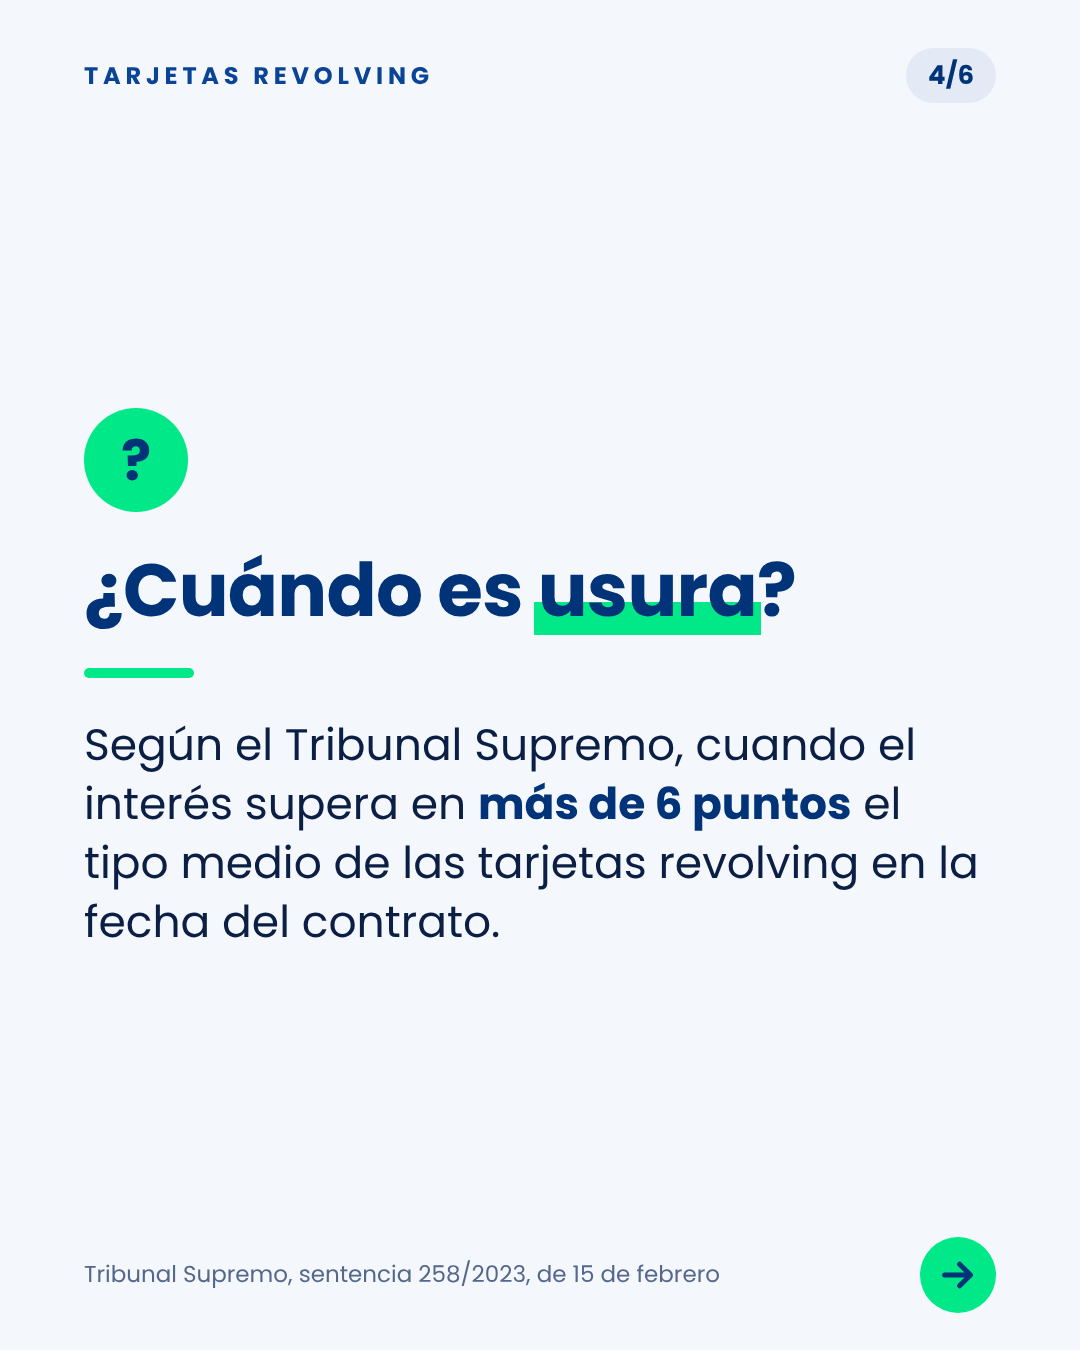 TARJETAS REVOLVING
4/6
?
¿Cuándo es usura?
Según el Tribunal Supremo, cuando el
interés supera en más de 6 puntos el
tipo medio de las tarjetas revolving en la
fecha del contrato.
Tribunal Supremo, sentencia 258/2023, de 15 de febrero